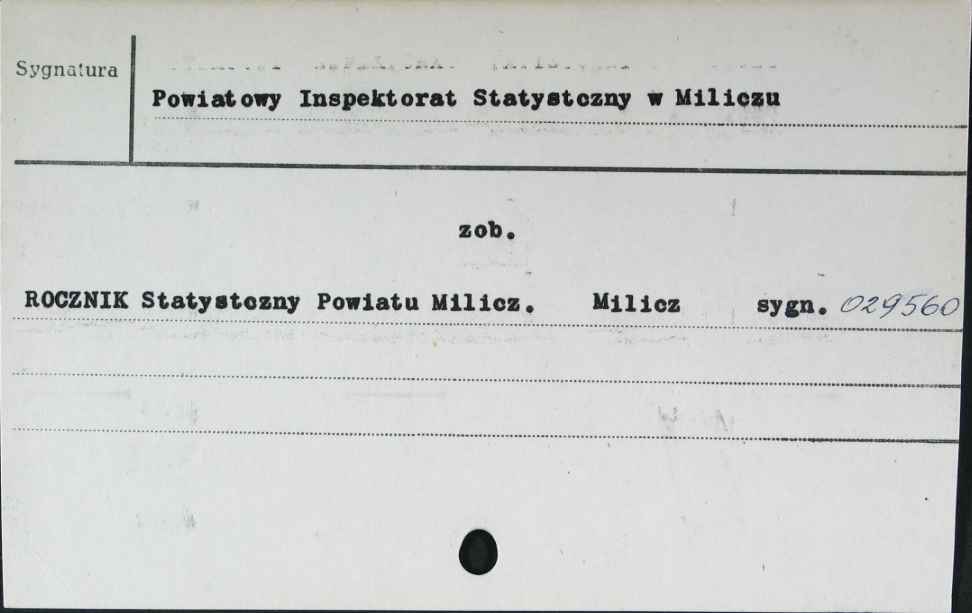 Sygnatura
Powiatowy Inspektorat Statystczny w Miliczu
zob.
ROCZNIK Statystczny Powiatu Milicz. Milicz sygn. 029560